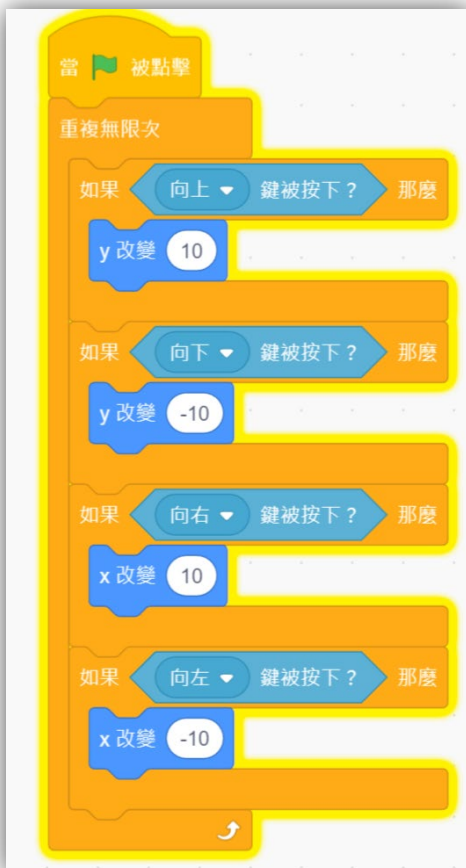 當 被點擊
重複無限次
如果 向上 鍵被按下？ 那麼
y 改變 10
如果 向下 鍵被按下？ 那麼
y 改變 -10
如果 向右 鍵被按下？ 那麼
x 改變 10
如果 向左 鍵被按下？ 那麼
x 改變 -10